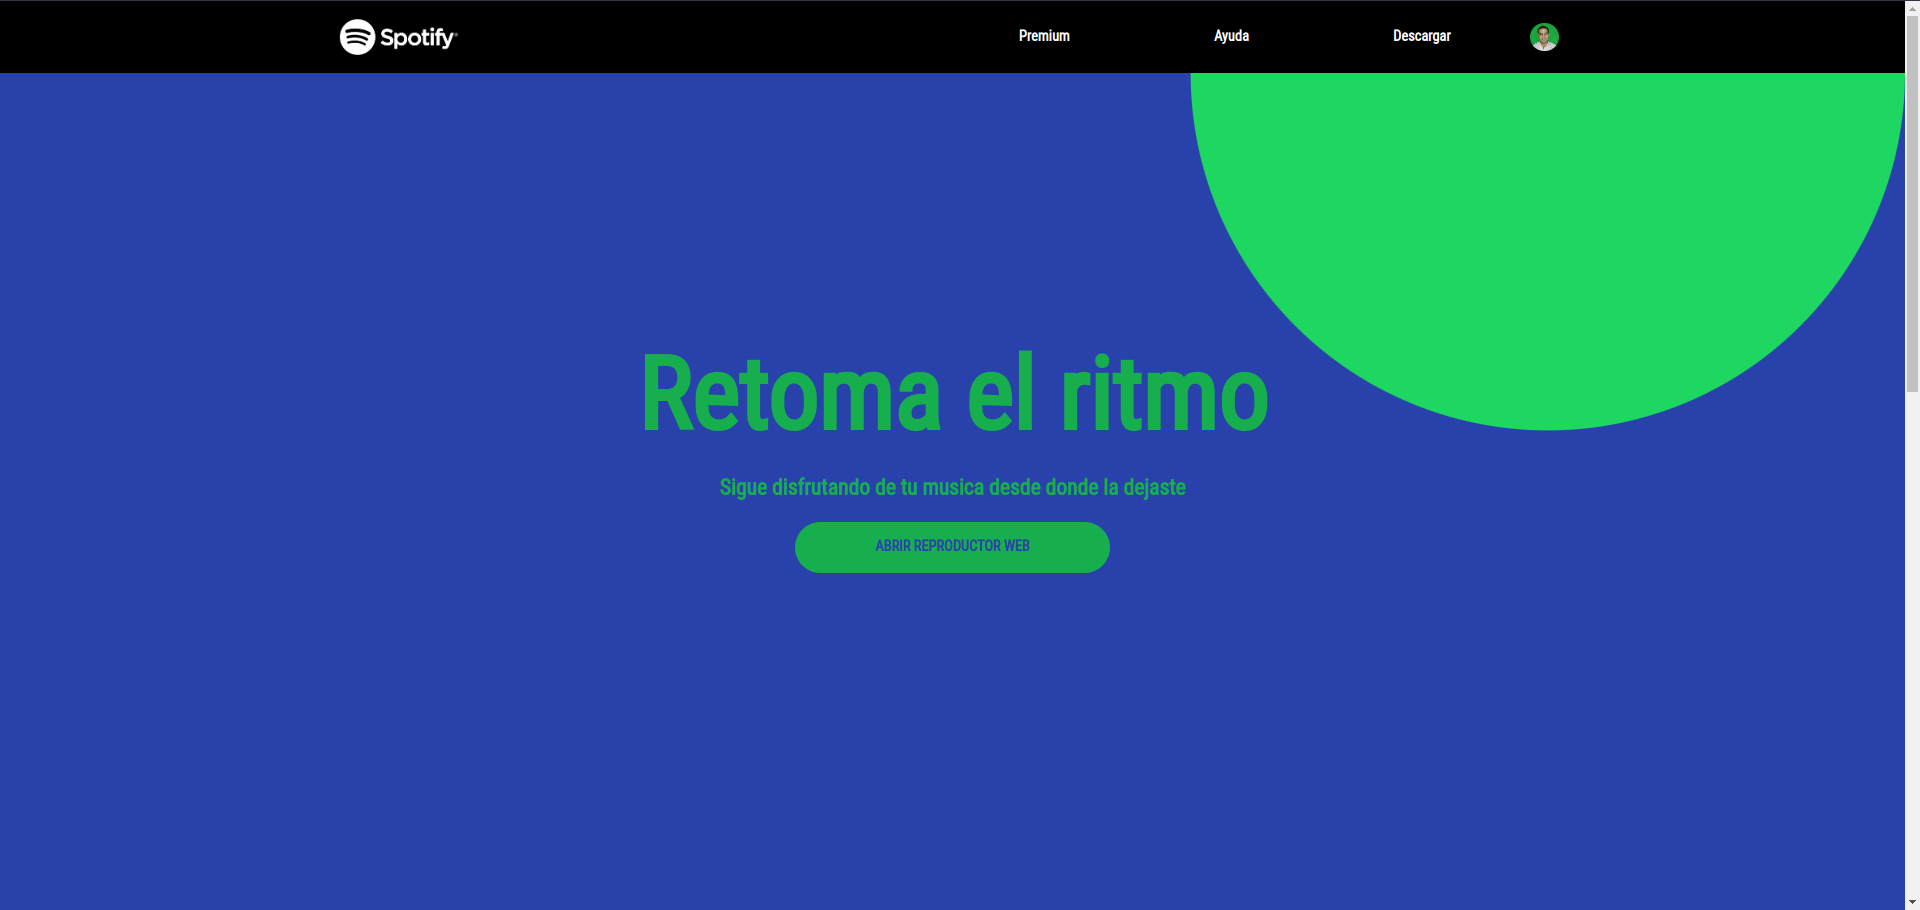 Spotify
Premium
Ayuda
Descargar
Retoma el ritmo
Sigue disfrutando de tu musica desde donde la dejaste
ABRIR REPRODUCTOR WEB